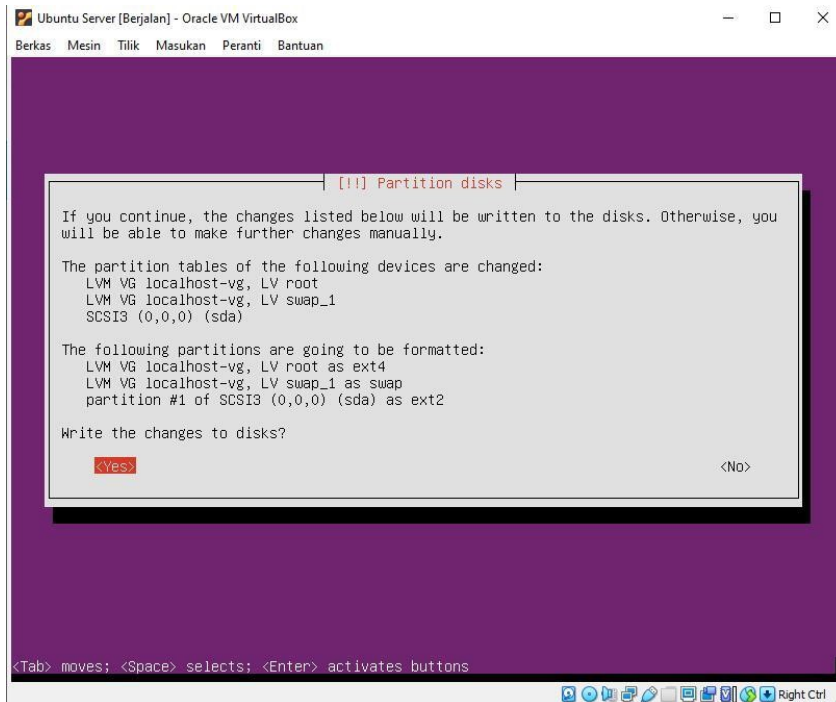 Ubuntu Server [Berjalan] - Oracle VM VirtualBox
Berkas Mesin Tilik Masukan Peranti Bantuan
[!!] Partition disks
If you continue, the changes listed below will be written to the disks. Otherwise, you
will be able to make further changes manually.
The partition tables of the following devices are changed:
LVM VG localhost-vg, LV root
LVM VG localhost-vg, LV swap_1
SCSI3 (0,0,0) (sda)
The following partitions are going to be formatted:
LVM VG localhost-vg, LV root as ext4
LVM VG localhost-vg, LV swap_1 as swap
partition #1 of SCSI3 (0,0,0) (sda) as ext2
Write the changes to disks?
<Yes> <No>
<Tab> moves; <Space> selects; <Enter> activates buttons
Right Ctrl